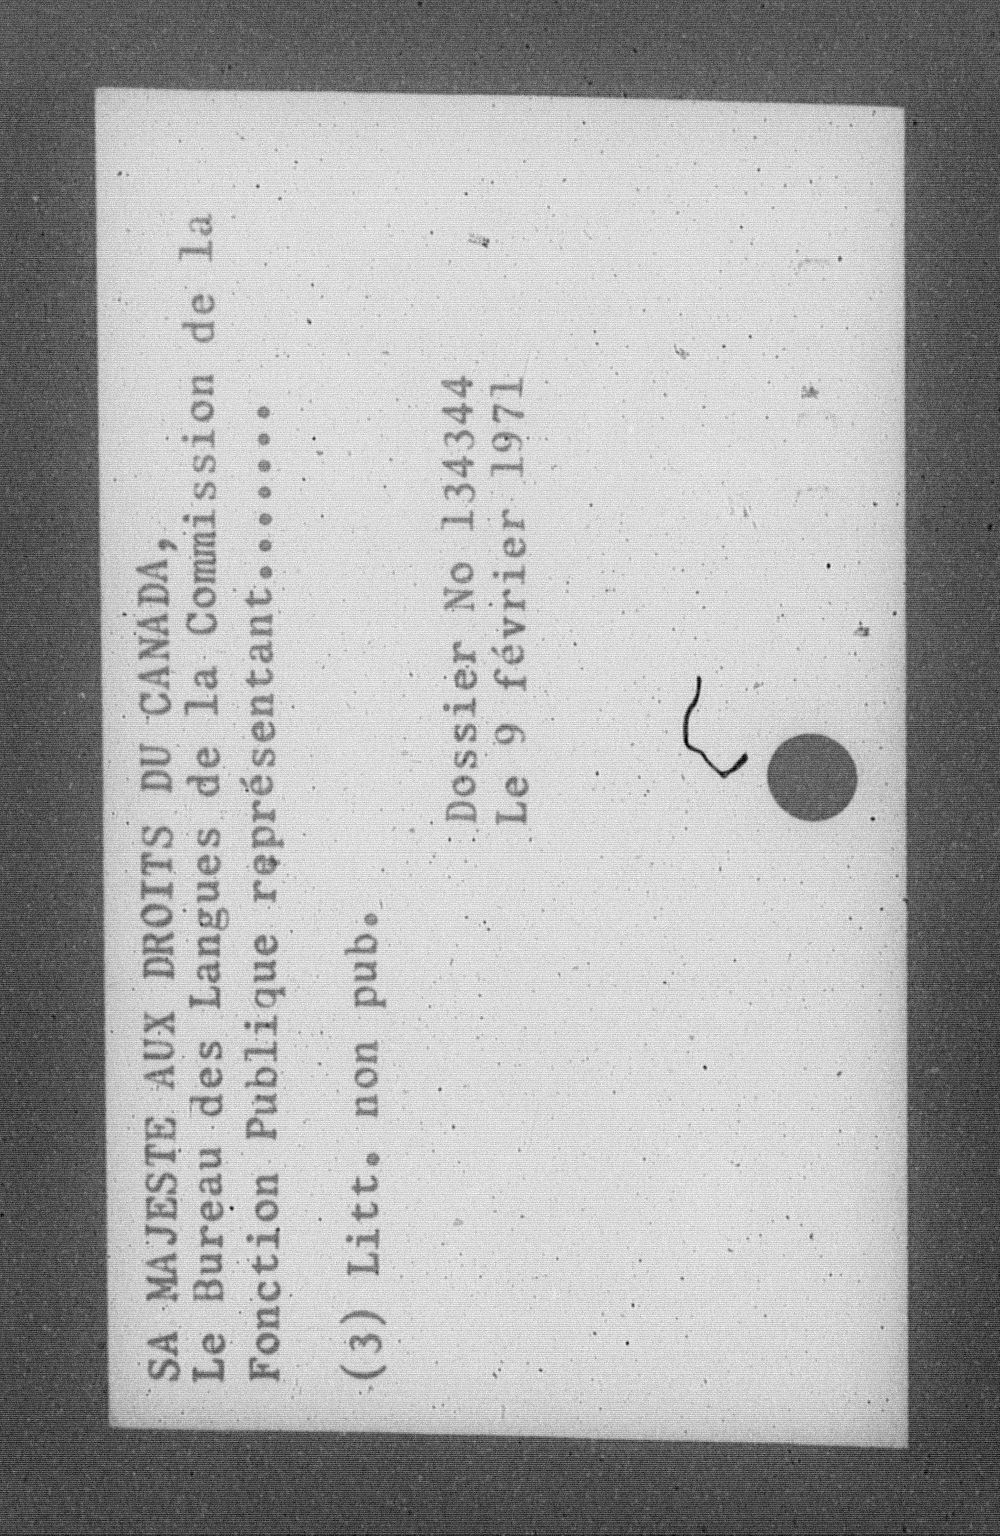 SA MAJESTE AUX DROITS DU CANADA,
Le Bureau des Langues de la Commission de la
Fonction Publique représentant.......
(3) Litt. non pub.
Dossier No 134344
Le 9 février 1971